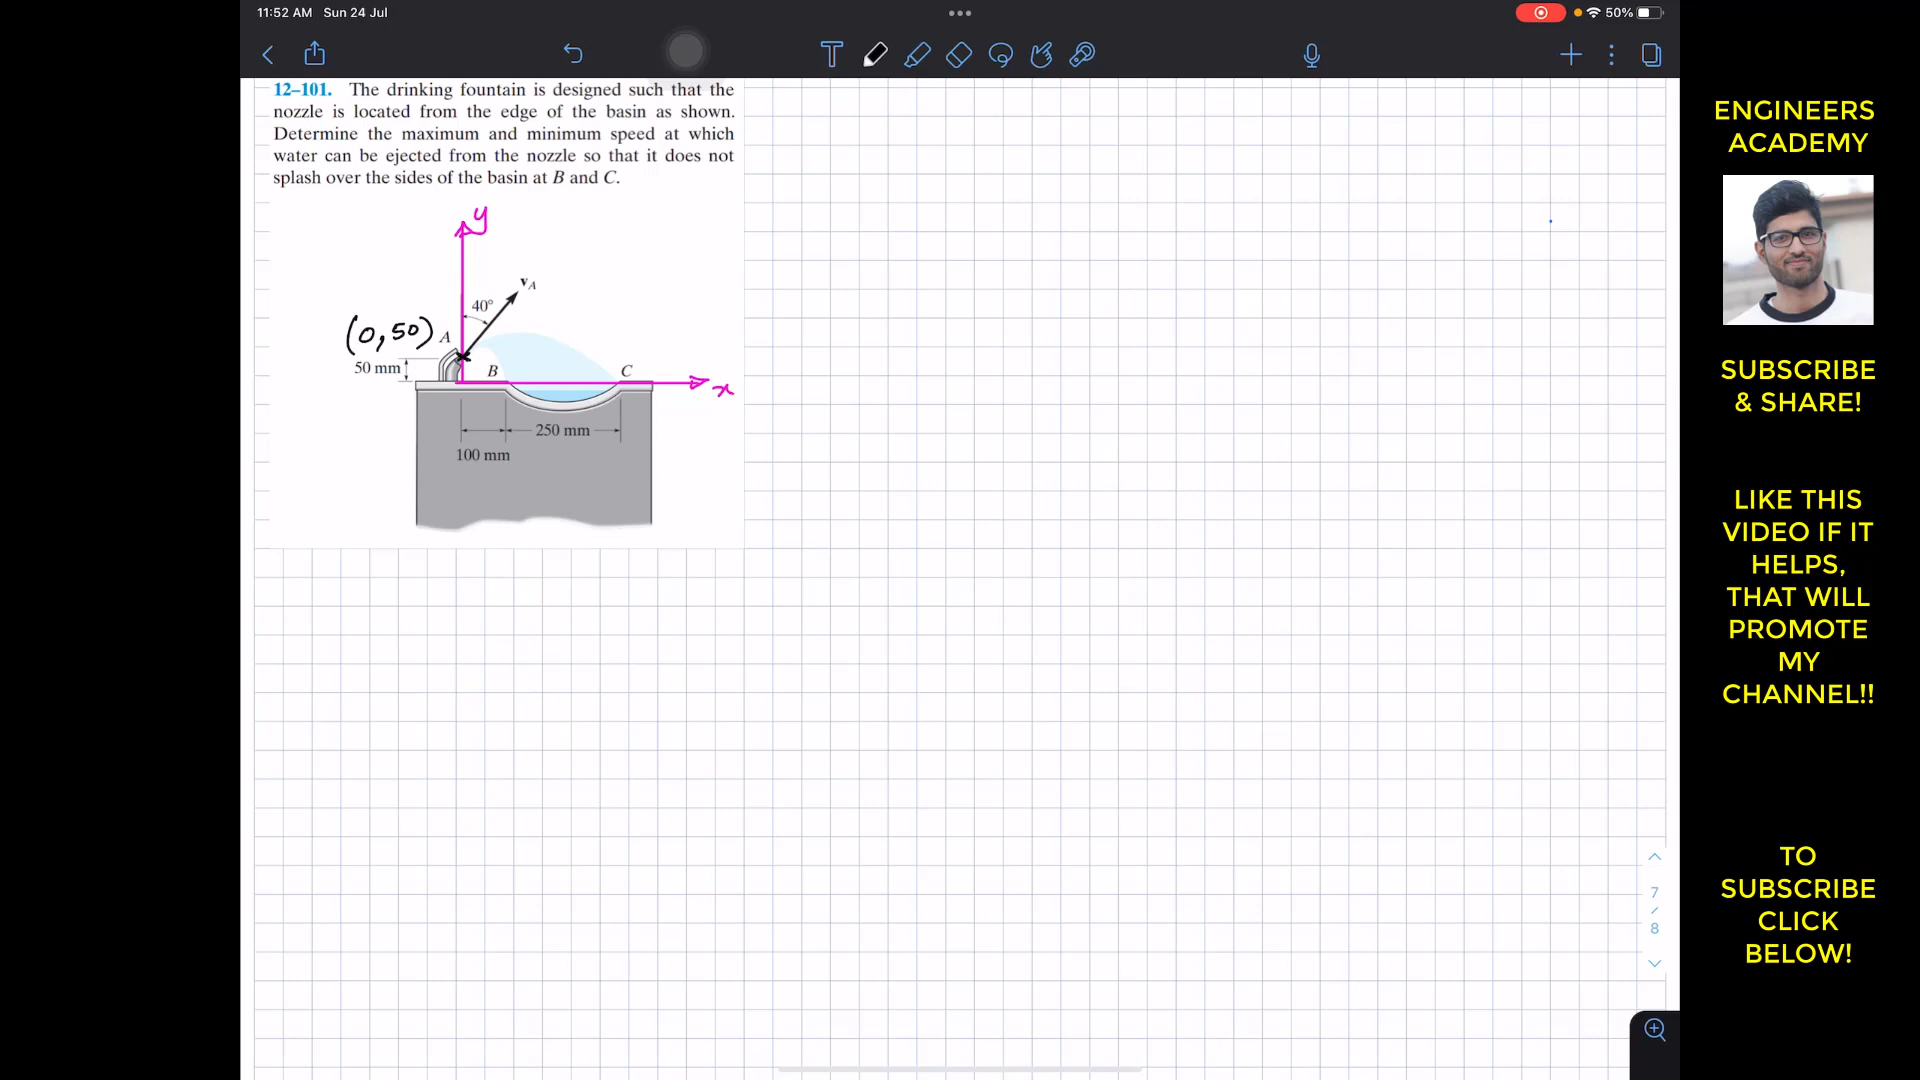 11:52 AM Sun 24 Jul
50%
12–101. The drinking fountain is designed such that the
nozzle is located from the edge of the basin as shown.
Determine the maximum and minimum speed at which
water can be ejected from the nozzle so that it does not
splash over the sides of the basin at B and C.
y
vA
40°
(0,50)
A
50 mm
B
C
x
250 mm
100 mm
ENGINEERS
ACADEMY
SUBSCRIBE
& SHARE!
LIKE THIS
VIDEO IF IT
HELPS,
THAT WILL
PROMOTE
MY
CHANNEL!!
TO
SUBSCRIBE
CLICK
BELOW!
7
/
8